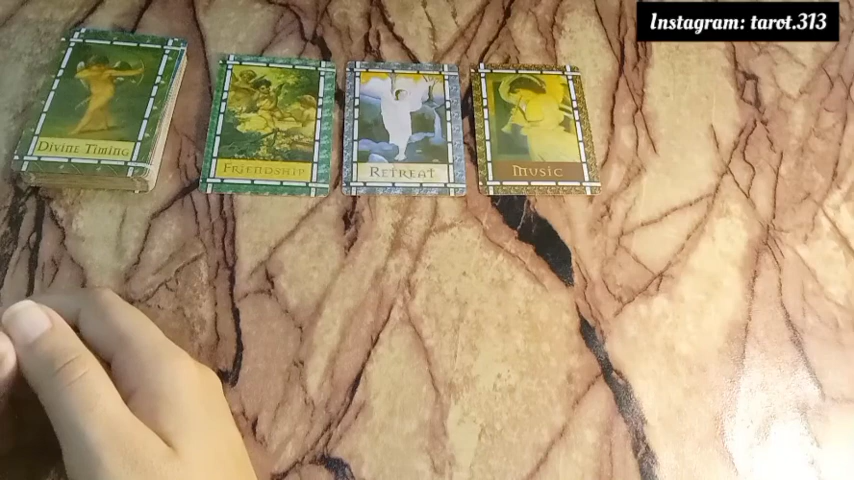 Instagram: tarot.313
Divine Timing
Friendship
Retreat
Music